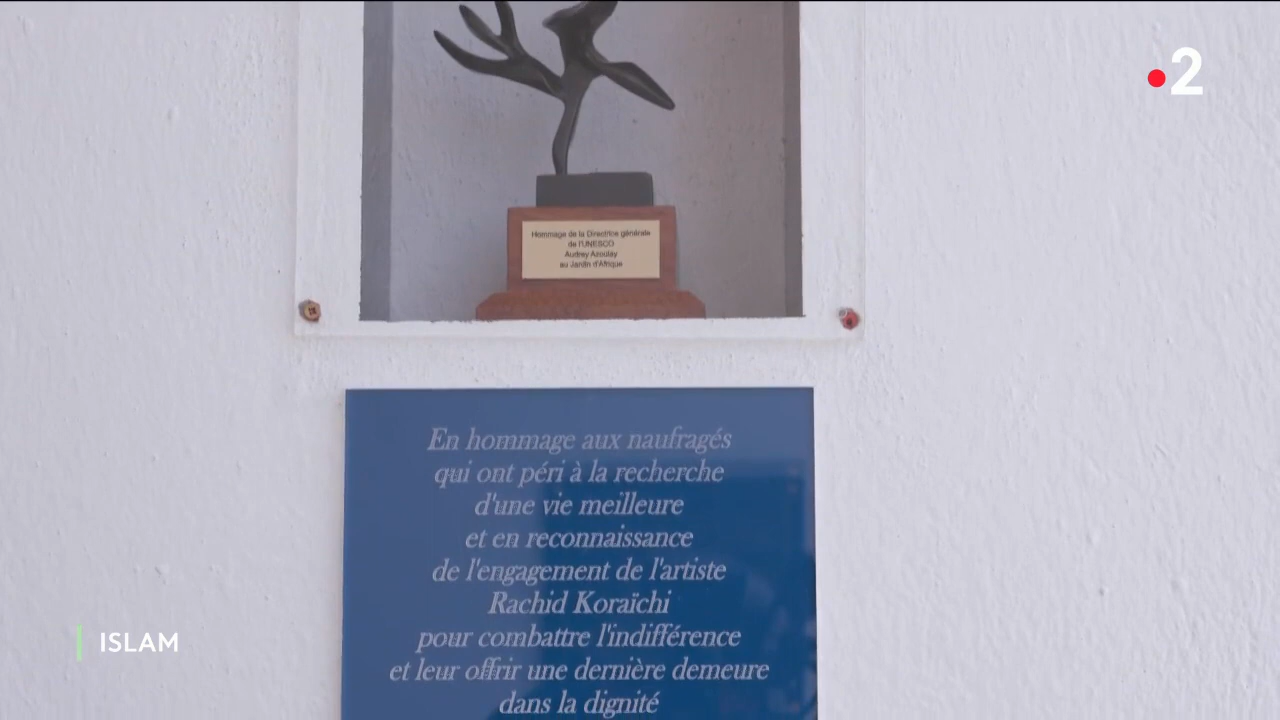 2
Hommage de la Directrice générale
de l'UNESCO
Audrey Azoulay
au Jardin d'Afrique
En hommage aux naufragés
qui ont péri à la recherche
d'une vie meilleure
et en reconnaissance
de l'engagement de l'artiste
Rachid Koraïchi
pour combattre l'indifférence
et leur offrir une dernière demeure
dans la dignité
ISLAM